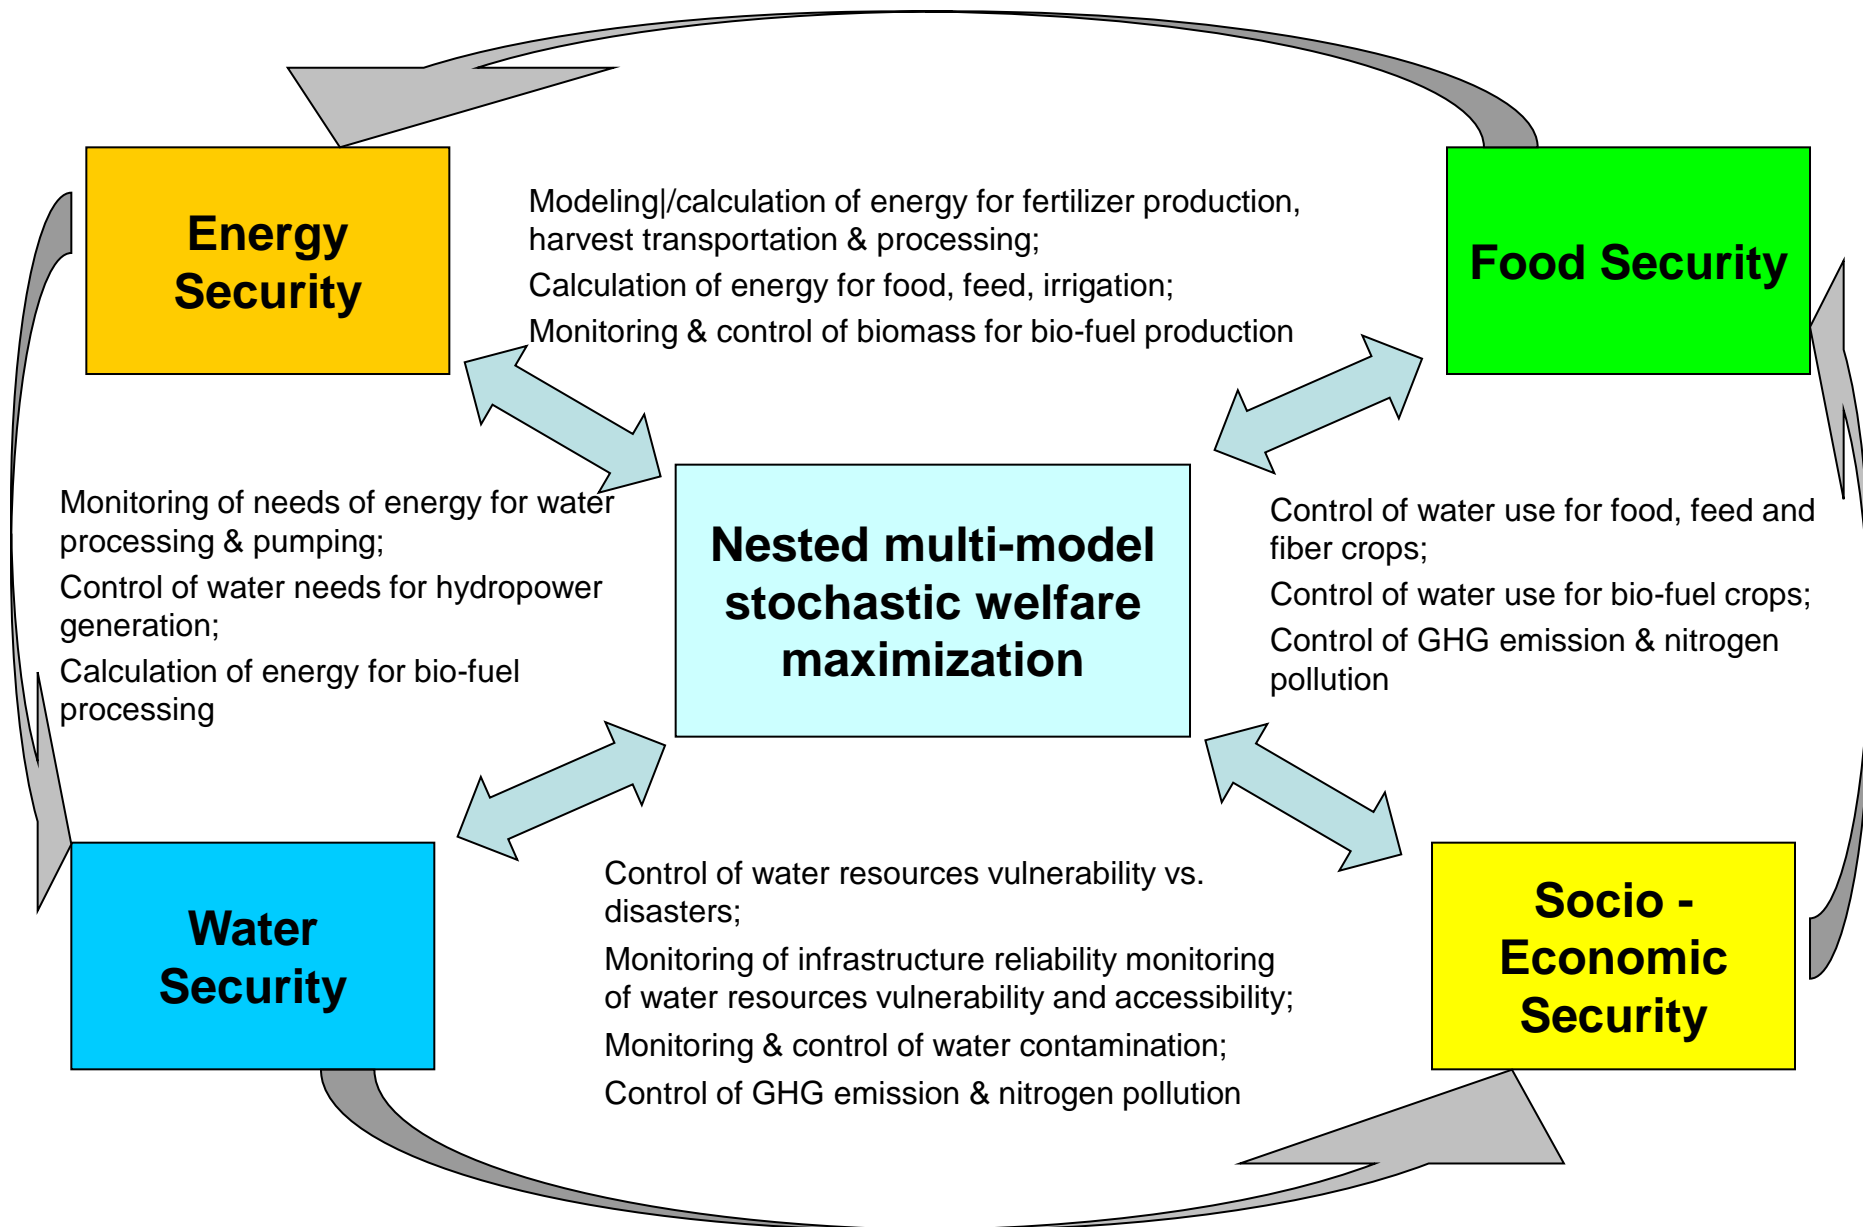 Energy
Security
Modeling|/calculation of energy for fertilizer production,
harvest transportation & processing;
Calculation of energy for food, feed, irrigation;
Monitoring & control of biomass for bio-fuel production
Food Security
Monitoring of needs of energy for water
processing & pumping;
Control of water needs for hydropower
generation;
Calculation of energy for bio-fuel
processing
Nested multi-model
stochastic welfare
maximization
Control of water use for food, feed and
fiber crops;
Control of water use for bio-fuel crops;
Control of GHG emission & nitrogen
pollution
Water
Security
Control of water resources vulnerability vs.
disasters;
Monitoring of infrastructure reliability monitoring
of water resources vulnerability and accessibility;
Monitoring & control of water contamination;
Control of GHG emission & nitrogen pollution
Socio -
Economic
Security